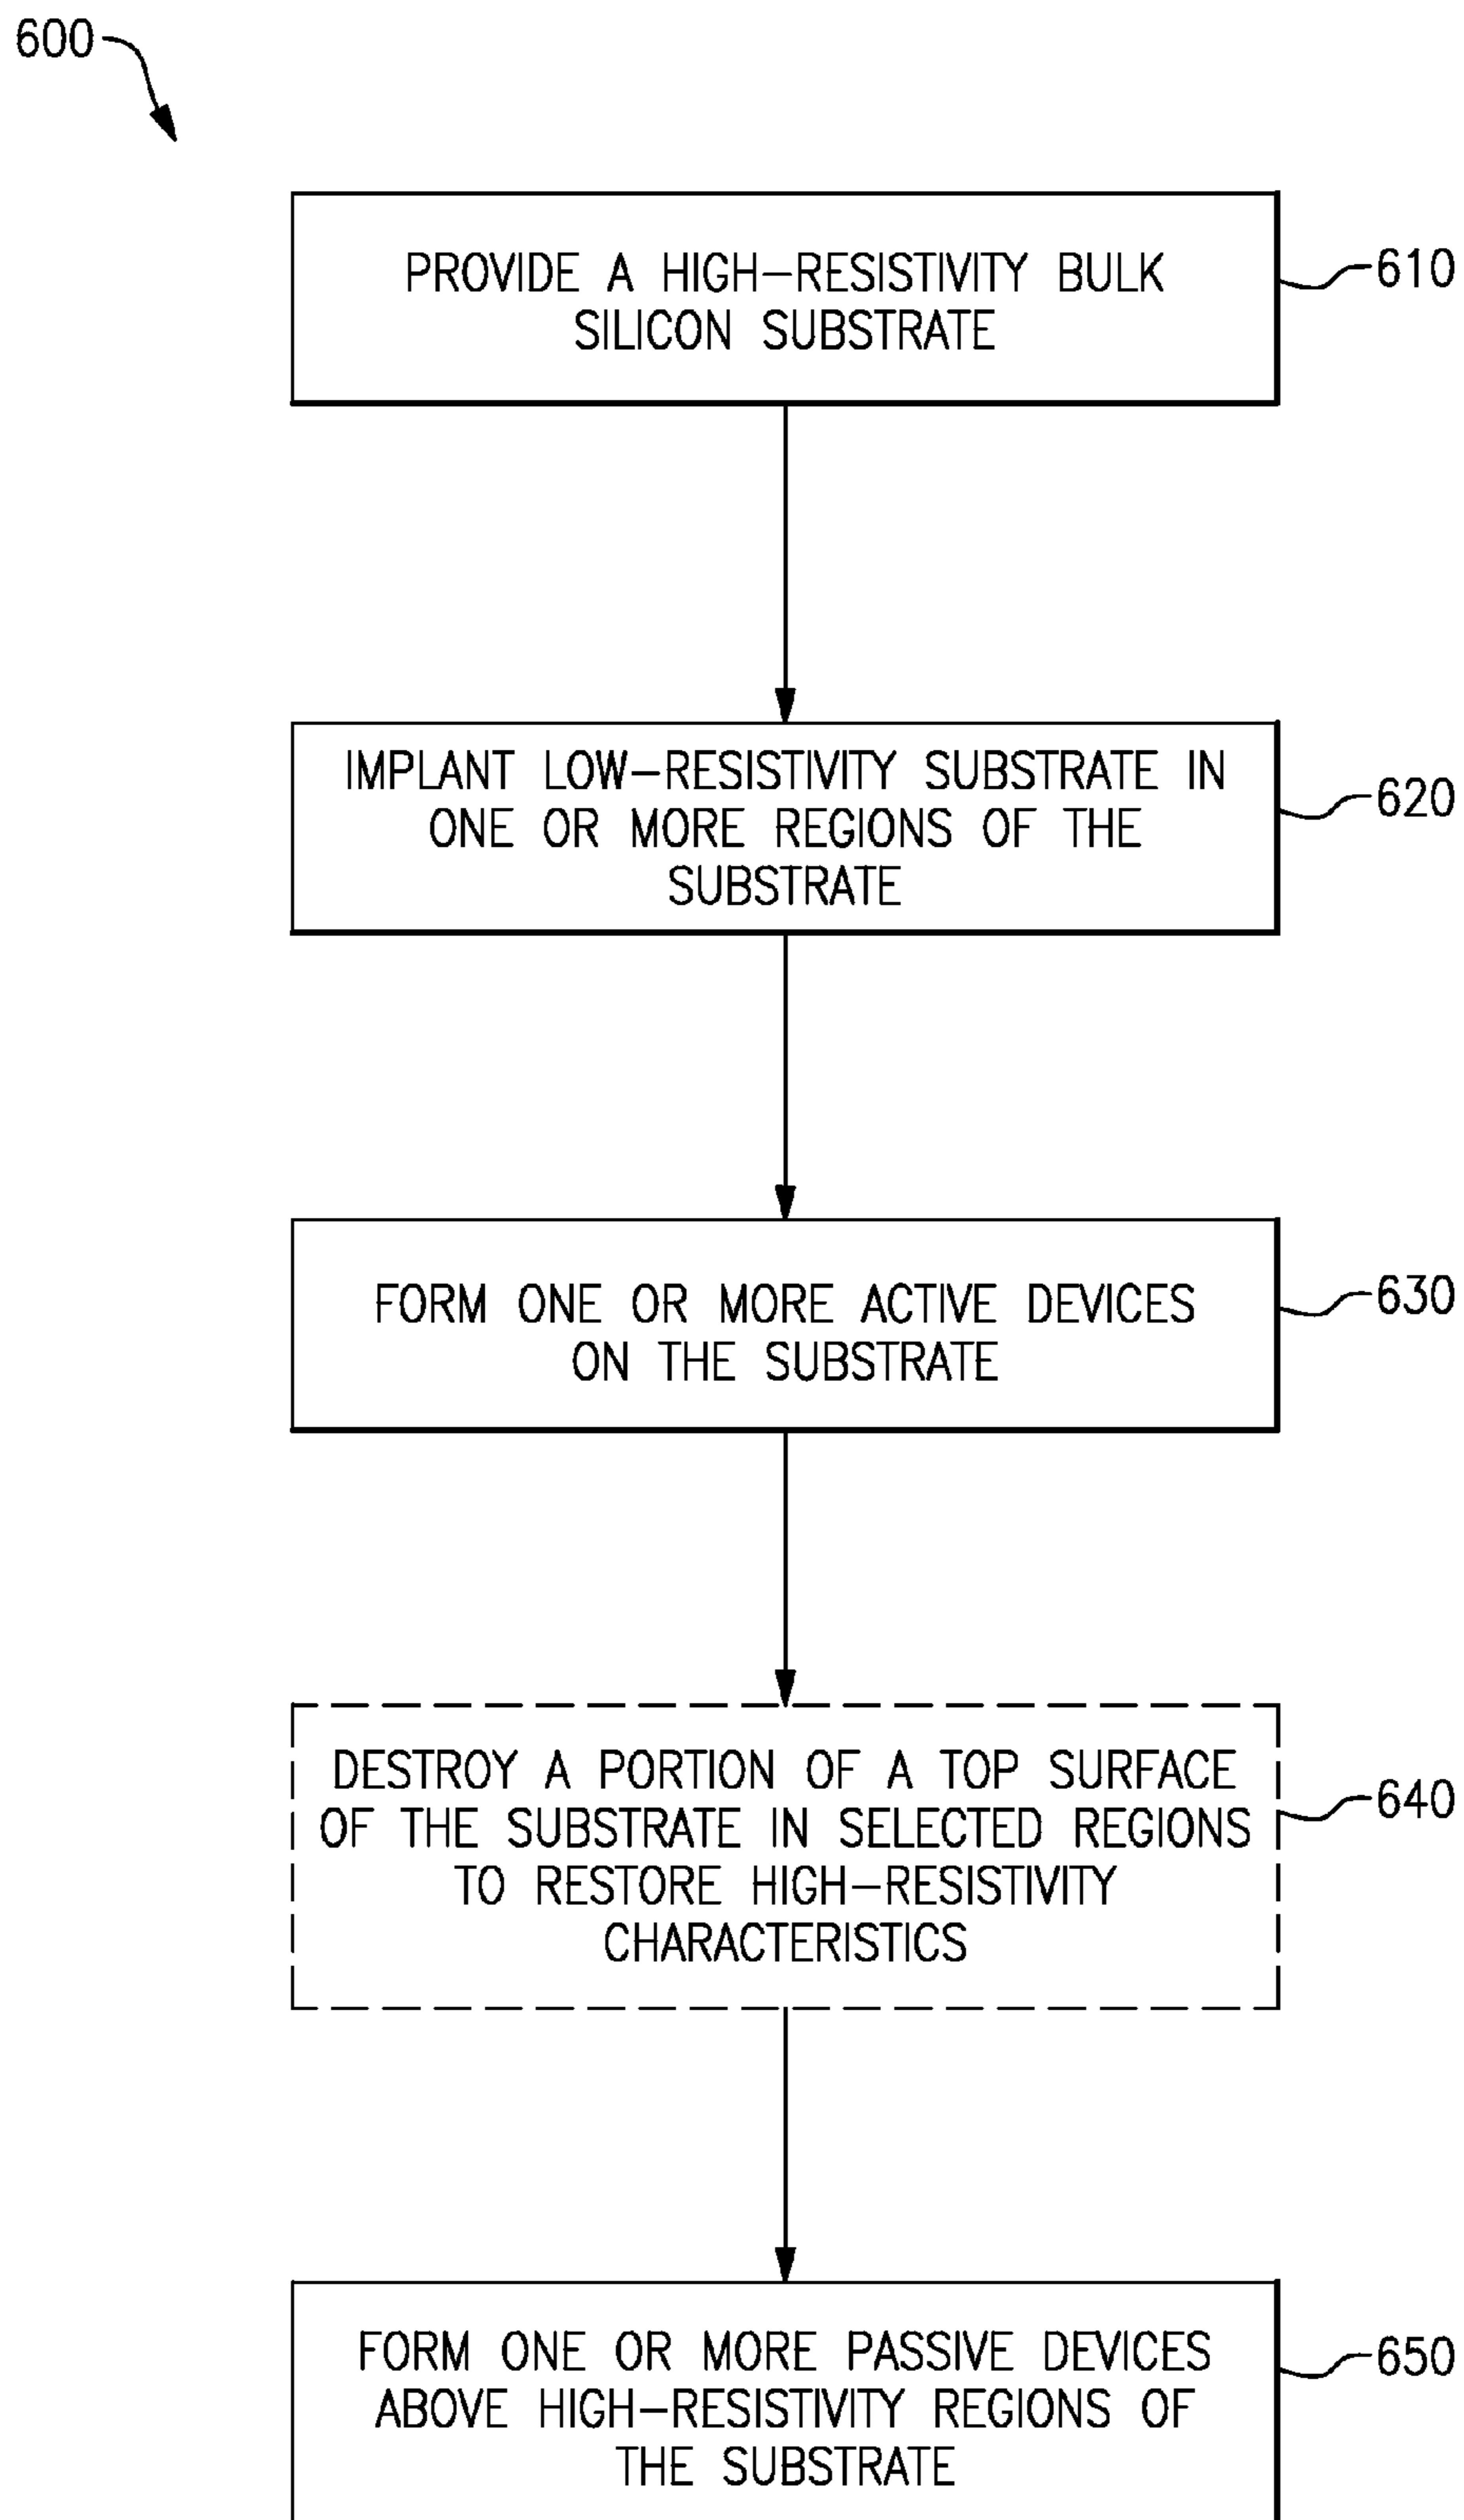 600
PROVIDE A HIGH-RESISTIVITY BULK
SILICON SUBSTRATE
610
IMPLANT LOW-RESISTIVITY SUBSTRATE IN
ONE OR MORE REGIONS OF THE
SUBSTRATE
620
FORM ONE OR MORE ACTIVE DEVICES
ON THE SUBSTRATE
630
DESTROY A PORTION OF A TOP SURFACE
OF THE SUBSTRATE IN SELECTED REGIONS
TO RESTORE HIGH-RESISTIVITY
CHARACTERISTICS
640
FORM ONE OR MORE PASSIVE DEVICES
ABOVE HIGH-RESISTIVITY REGIONS OF
THE SUBSTRATE
650